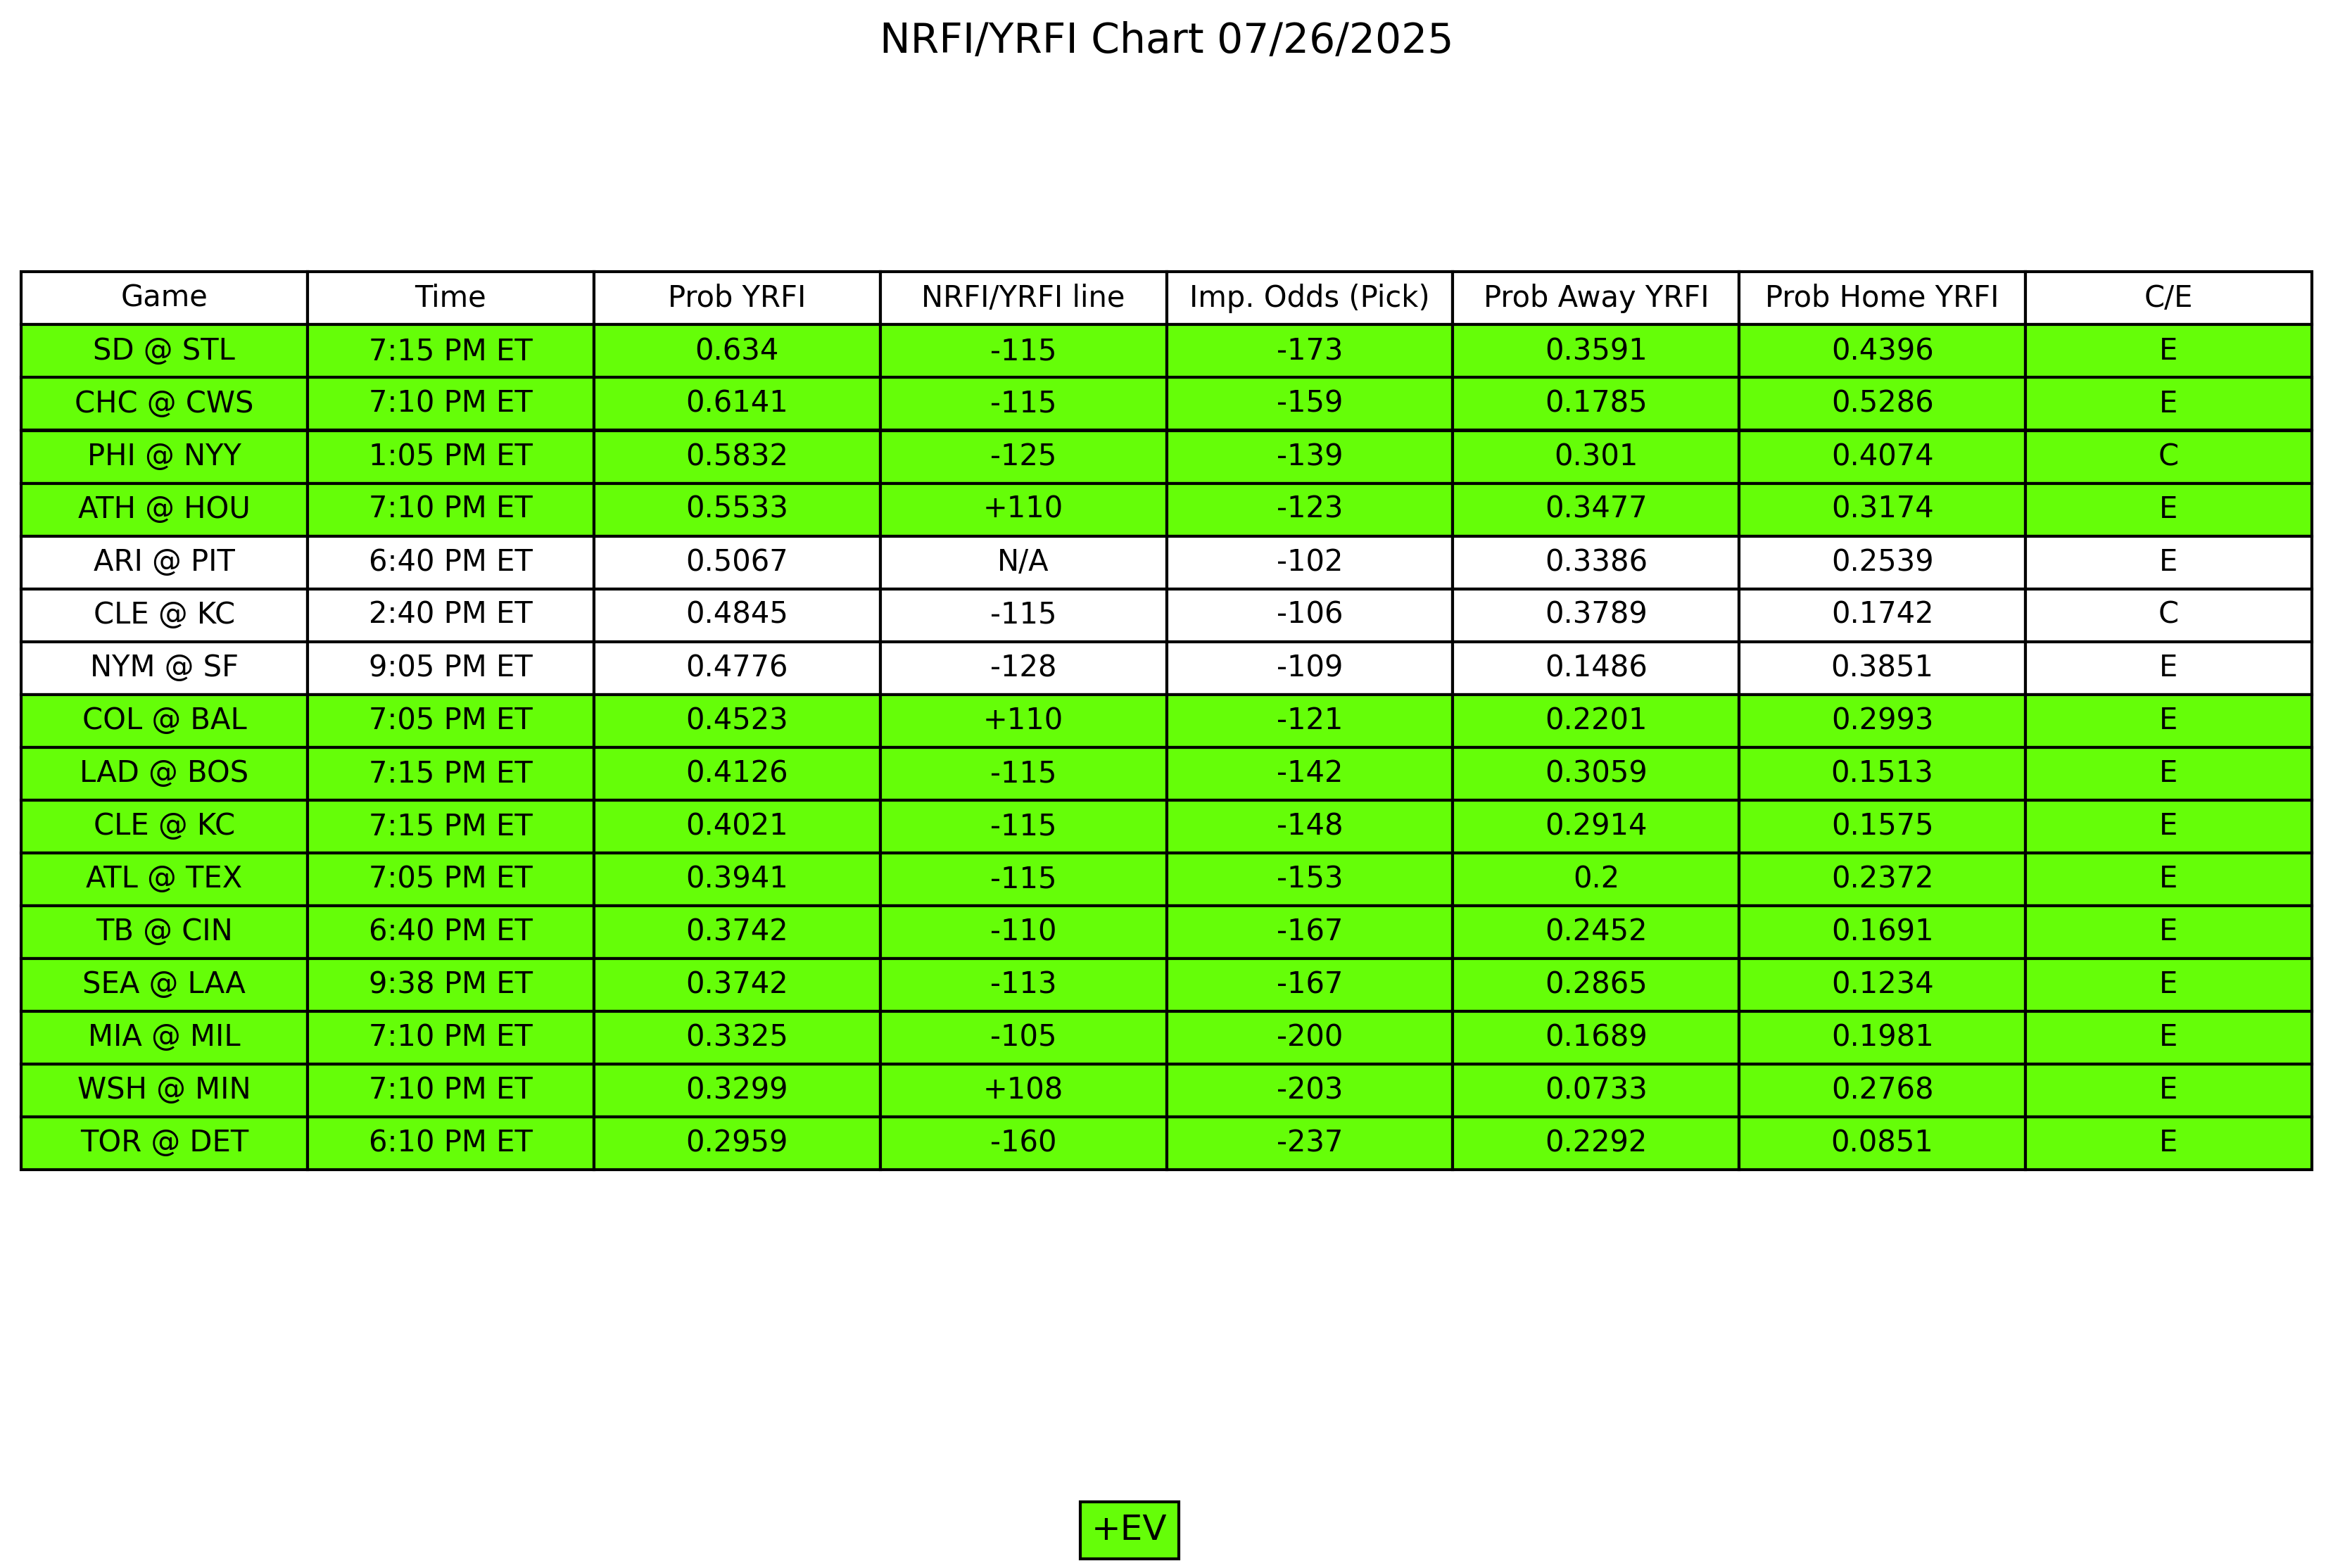 NRFI/YRFI Chart 07/26/2025
Game Time Prob YRFI NRFI/YRFI line Imp. Odds (Pick) Prob Away YRFI Prob Home YRFI C/E
SD @ STL 7:15 PM ET 0.634 -115 -173 0.3591 0.4396 E
CHC @ CWS 7:10 PM ET 0.6141 -115 -159 0.1785 0.5286 E
PHI @ NYY 1:05 PM ET 0.5832 -125 -139 0.301 0.4074 C
ATH @ HOU 7:10 PM ET 0.5533 +110 -123 0.3477 0.3174 E
ARI @ PIT 6:40 PM ET 0.5067 N/A -102 0.3386 0.2539 E
CLE @ KC 2:40 PM ET 0.4845 -115 -106 0.3789 0.1742 C
NYM @ SF 9:05 PM ET 0.4776 -128 -109 0.1486 0.3851 E
COL @ BAL 7:05 PM ET 0.4523 +110 -121 0.2201 0.2993 E
LAD @ BOS 7:15 PM ET 0.4126 -115 -142 0.3059 0.1513 E
CLE @ KC 7:15 PM ET 0.4021 -115 -148 0.2914 0.1575 E
ATL @ TEX 7:05 PM ET 0.3941 -115 -153 0.2 0.2372 E
TB @ CIN 6:40 PM ET 0.3742 -110 -167 0.2452 0.1691 E
SEA @ LAA 9:38 PM ET 0.3742 -113 -167 0.2865 0.1234 E
MIA @ MIL 7:10 PM ET 0.3325 -105 -200 0.1689 0.1981 E
WSH @ MIN 7:10 PM ET 0.3299 +108 -203 0.0733 0.2768 E
TOR @ DET 6:10 PM ET 0.2959 -160 -237 0.2292 0.0851 E
+EV